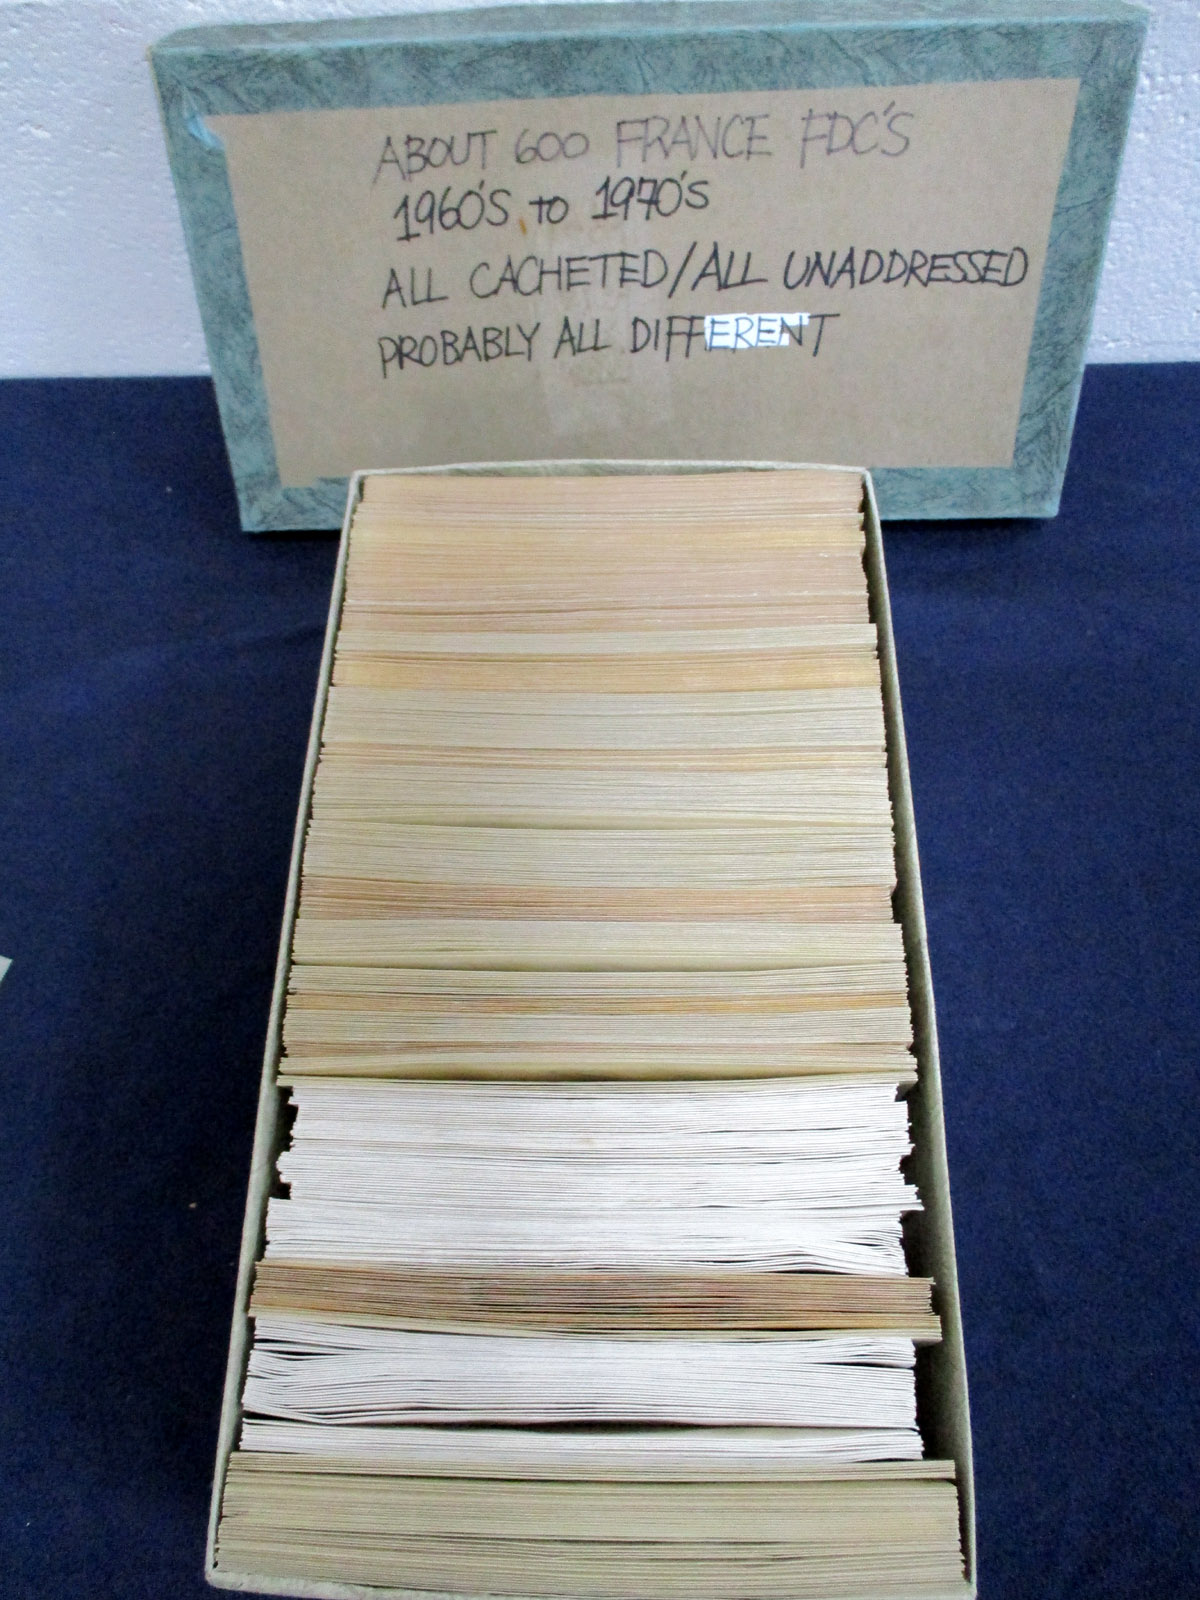 ABOUT 600 FRANCE FDC'S
1960'S to 1970'S
ALL CACHETED/ALL UNADDRESSED
PROBABLY ALL DIFFERENT